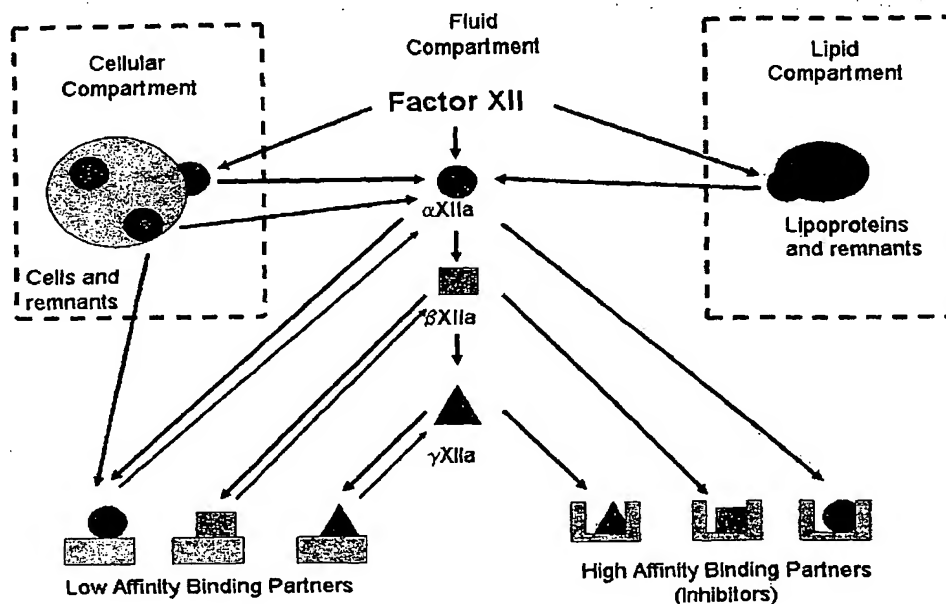 Fluid
Compartment
Cellular
Compartment
Lipid
Compartment
Factor XII
αXIIa
Lipoproteins
and remnants
Cells and
remnants
βXIIa
γXIIa
Low Affinity Binding Partners
High Affinity Binding Partners
(Inhibitors)